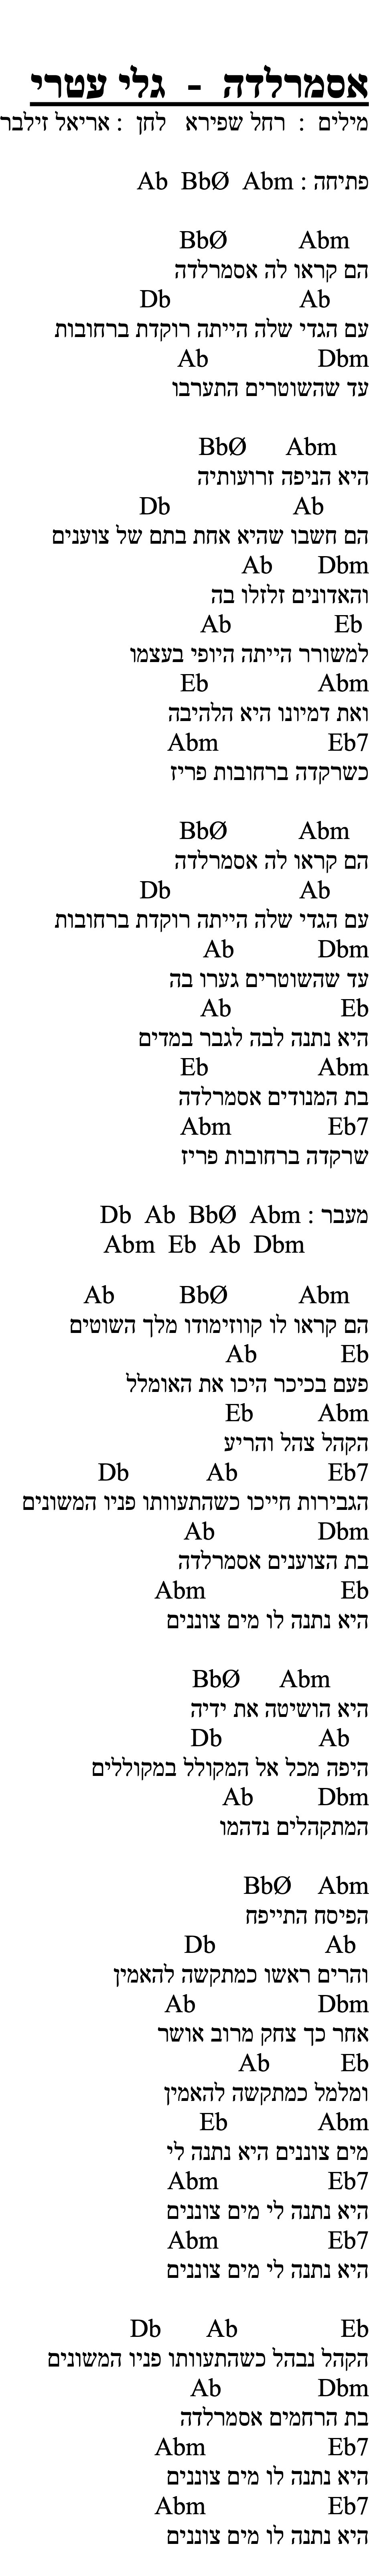 אסמרלדה - גלי עטרי
מילים : רחל שפירא לחן : אריאל זילבר
פתיחה : Abm BbØ Ab
Abm BbØ
הם קראו לה אסמרלדה
Ab Db
עם הגדי שלה הייתה רוקדת ברחובות
Dbm Ab
עד שהשוטרים התערבו
Abm BbØ
היא הניפה זרועותיה
Ab Db
הם חשבו שהיא אחת בתם של צוענים
Dbm Ab
והאדונים זלזלו בה
Eb Ab
למשורר הייתה היופי בעצמו
Abm Eb
ואת דמיונו היא הלהיבה
Eb7 Abm
כשרקדה ברחובות פריז
Abm BbØ
הם קראו לה אסמרלדה
Ab Db
עם הגדי שלה הייתה רוקדת ברחובות
Dbm Ab
עד שהשוטרים גערו בה
Eb Ab
היא נתנה לבה לגבר במדים
Abm Eb
בת המנודים אסמרלדה
Eb7 Abm
שרקדה ברחובות פריז
מעבר : Abm BbØ Ab Db
Dbm Ab Eb Abm
Abm BbØ Ab
הם קראו לו קווזימודו מלך השוטים
Eb Ab
פעם בכיכר היכו את האומלל
Abm Eb
הקהל צהל והריע
Eb7 Ab Db
הגבירות חייכו כשהתעוותו פניו המשונים
Dbm Ab
בת הצוענים אסמרלדה
Eb Abm
היא נתנה לו מים צוננים
Abm BbØ
היא הושיטה את ידיה
Ab Db
היפה מכל אל המקולל במקוללים
Dbm Ab
המתקהלים נדהמו
Abm BbØ
הפיסח התייפח
Ab Db
והרים ראשו כמתקשה להאמין
Dbm Ab
אחר כך צחק מרוב אושר
Eb Ab
ומלמל כמתקשה להאמין
Abm Eb
מים צוננים היא נתנה לי
Eb7 Abm
היא נתנה לי מים צוננים
Eb7 Abm
היא נתנה לי מים צוננים
Eb Ab Db
הקהל נבהל כשהתעוותו פניו המשונים
Dbm Ab
בת הרחמים אסמרלדה
Eb7 Abm
היא נתנה לו מים צוננים
Eb7 Abm
היא נתנה לו מים צוננים